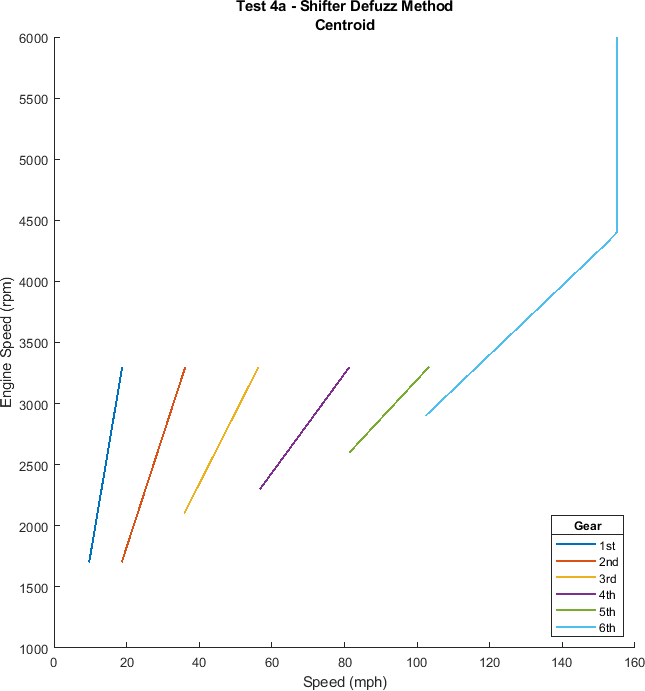 Test 4a - Shifter Defuzz Method
Centroid
6000
5500
5000
4500
4000
3500
3000
2500
2000
1500
1000
Engine Speed (rpm)
0 20 40 60 80 100 120 140 160
Speed (mph)
Gear
1st
2nd
3rd
4th
5th
6th